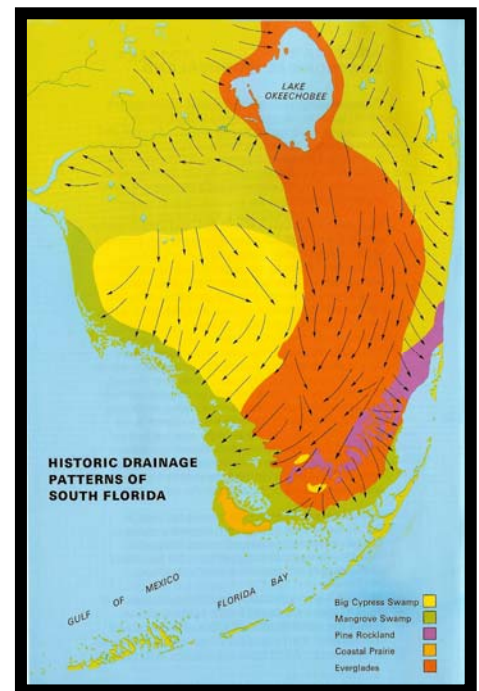 LAKE
OKEECHOBEE
HISTORIC DRAINAGE
PATTERNS OF
SOUTH FLORIDA
GULF OF MEXICO
FLORIDA BAY
Big Cypress Swamp
Mangrove Swamp
Pine Rockland
Coastal Prairie
Everglades